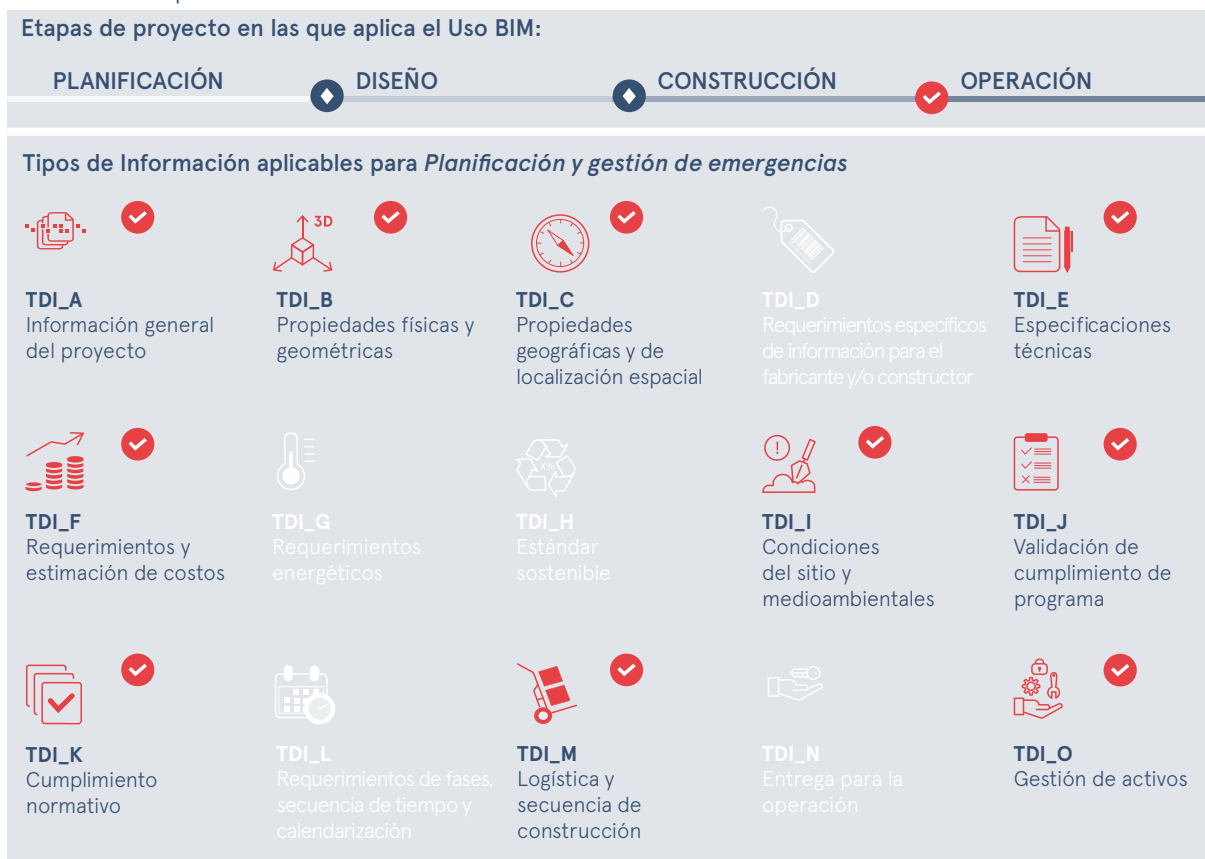 Etapas de proyecto en las que aplica el Uso BIM:
PLANIFICACIÓN
DISEÑO
CONSTRUCCIÓN
OPERACIÓN
Tipos de Información aplicables para Planificación y gestión de emergencias
3D
TDI_A
Información general
del proyecto
TDI_B
Propiedades físicas y
geométricas
TDI_C
Propiedades
geográficas y de
localización espacial
TDI_D
Requerimientos específicos
de información para el
fabricante y/o constructor
TDI_E
Especificaciones
técnicas
TDI_F
Requerimientos y
estimación de costos
TDI_G
Requerimientos
energéticos
TDI_H
Estándar
sostenible
TDI_I
Condiciones
del sitio y
medioambientales
TDI_J
Validación de
cumplimiento de
programa
TDI_K
Cumplimiento
normativo
TDI_L
Requerimientos de fases,
secuencia de tiempo y
calendarización
TDI_M
Logística y
secuencia de
construcción
TDI_N
Entrega para la
operación
TDI_O
Gestión de activos